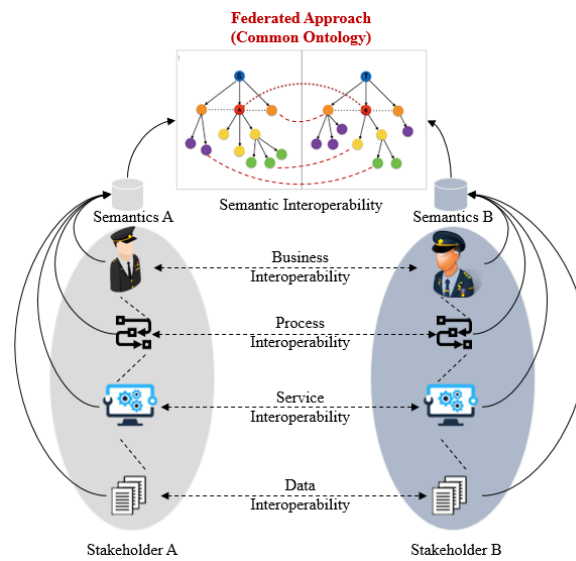 Federated Approach
(Common Ontology)
G
T
Semantic Interoperability
Semantics A
Semantics B
Business
Interoperability
Process
Interoperability
Service
Interoperability
Data
Interoperability
Stakeholder A
Stakeholder B